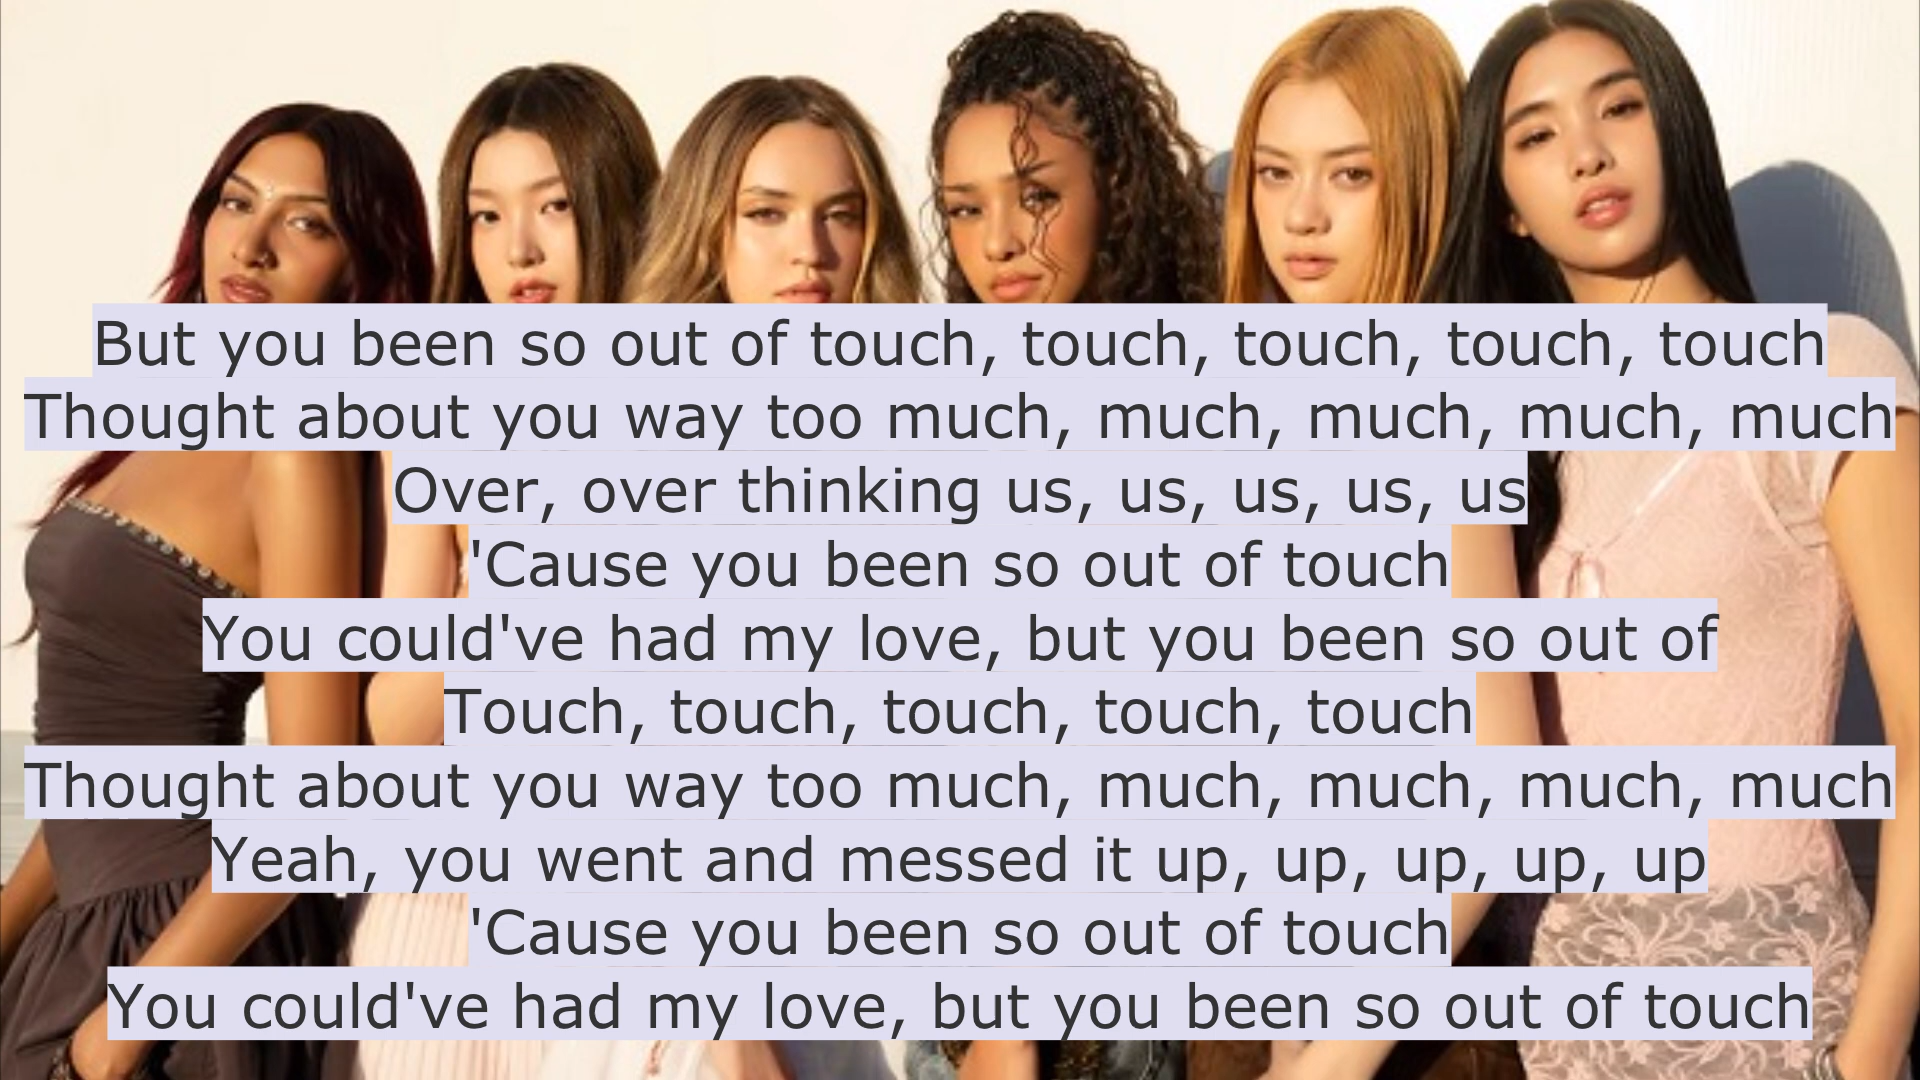 But you been so out of touch, touch, touch, touch, touch
Thought about you way too much, much, much, much, much
Over, over thinking us, us, us, us, us
'Cause you been so out of touch
You could've had my love, but you been so out of
Touch, touch, touch, touch, touch
Thought about you way too much, much, much, much, much
Yeah, you went and messed it up, up, up, up, up
'Cause you been so out of touch
You could've had my love, but you been so out of touch